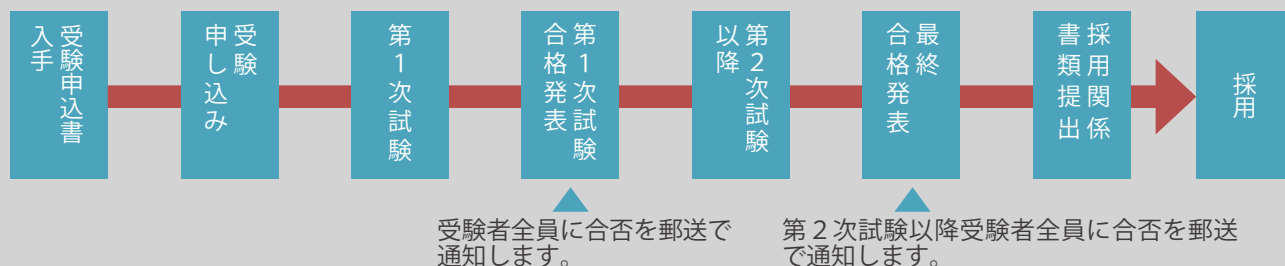 受験申込書
入手
受験
申し込み
第１次試験
第１次試験
合格発表
第２次試験
以降
最終
合格発表
採用関係
書類提出
採用
受験者全員に合否を郵送で
通知します。
第２次試験以降受験者全員に合否を郵送
で通知します。